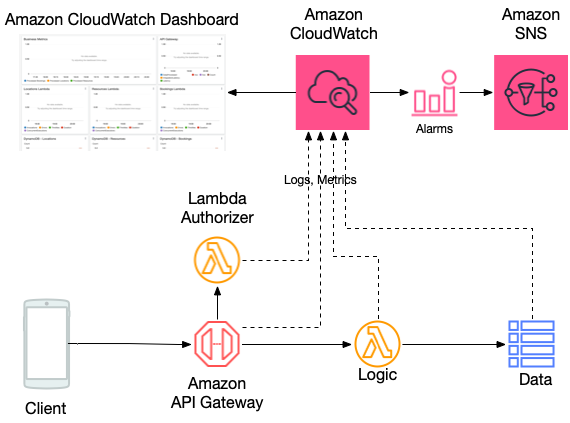 Amazon CloudWatch Dashboard
Amazon
CloudWatch
Amazon
SNS
Business Metrics
API Gateway
Locations Lambda
Resources Lambda
Bookings Lambda
DynamoDB - Locations
DynamoDB - Resources
DynamoDB - Bookings
Alarms
Logs, Metrics
Lambda
Authorizer
Client
Amazon
API Gateway
Logic
Data